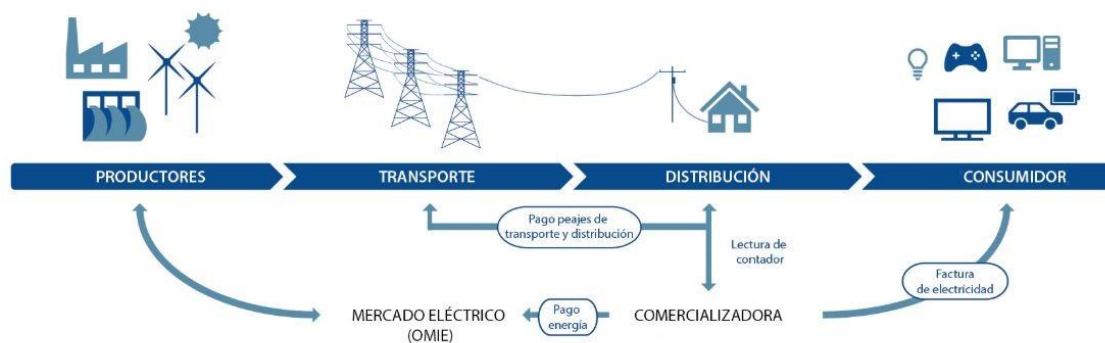 PRODUCTORES
TRANSPORTE
DISTRIBUCIÓN
CONSUMIDOR
Pago peajes de
transporte y distribución
Lectura de
contador
Factura
de electricidad
MERCADO ELÉCTRICO
(OMIE)
Pago
energía
COMERCIALIZADORA